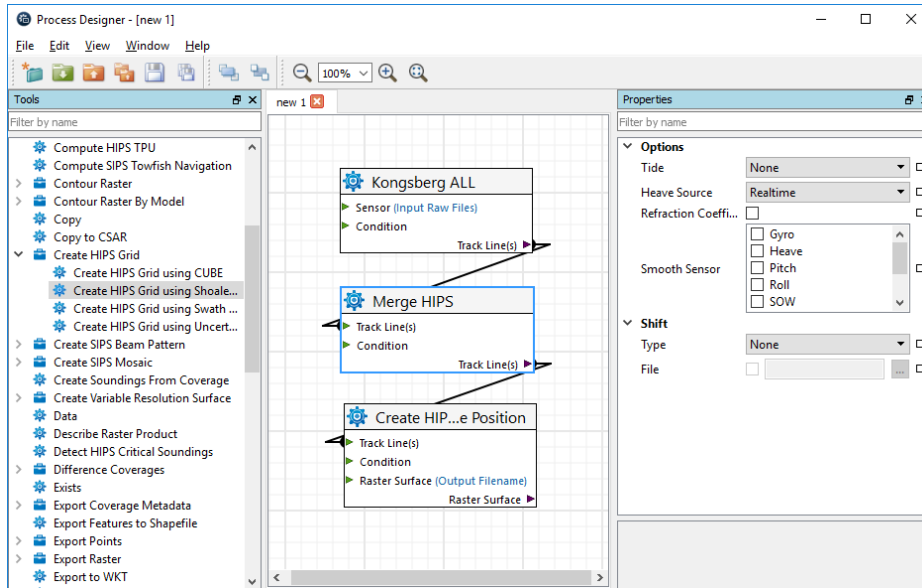 Process Designer - [new 1]
File Edit View Window Help
100%
Tools
Filter by name
Compute HIPS TPU
Compute SIPS Towfish Navigation
Contour Raster
Contour Raster By Model
Copy
Copy to CSAR
Create HIPS Grid
Create HIPS Grid using CUBE
Create HIPS Grid using Shoale...
Create HIPS Grid using Swath ...
Create HIPS Grid using Uncert...
Create SIPS Beam Pattern
Create SIPS Mosaic
Create Soundings From Coverage
Create Variable Resolution Surface
Data
Describe Raster Product
Detect HIPS Critical Soundings
Difference Coverages
Exists
Export Coverage Metadata
Export Features to Shapefile
Export Points
Export Raster
Export to WKT
new 1
Kongsberg ALL
Sensor (Input Raw Files)
Condition
Track Line(s)
Merge HIPS
Track Line(s)
Condition
Track Line(s)
Create HIP...e Position
Track Line(s)
Condition
Raster Surface (Output Filename)
Raster Surface
Properties
Filter by name
Options
Tide None
Heave Source Realtime
Refraction Coeffi...
Smooth Sensor
Gyro
Heave
Pitch
Roll
SOW
Shift
Type None
File ...